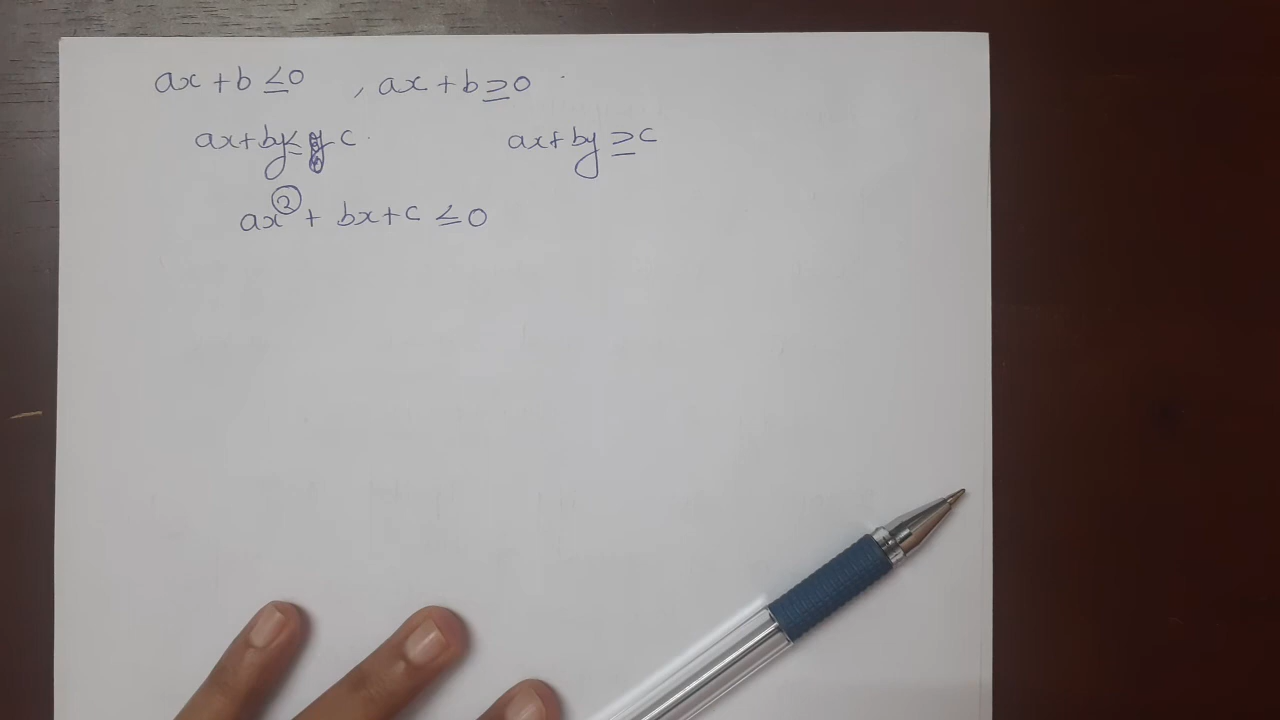 ax + b ≤ 0 , ax + b ≥ 0
ax + by ≤ c ax + by ≥ c
ax² + bx + c ≤ 0